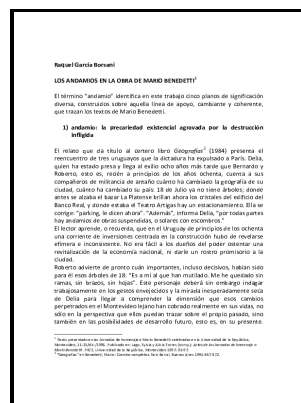 Raquel García Borsani
LOS ANDAMIOS EN LA OBRA DE MARIO BENEDETTI¹
El término "andamio" identifica en este trabajo cinco planos de significación
diversa, construidos sobre aquella línea de apoyo, cambiante y coherente,
que trazan los textos de Mario Benedetti.
1) andamio: la precariedad existencial agravada por la destrucción
infligida
El relato que da título al certero libro Geografías² (1984) presenta el
reencuentro de tres uruguayos que la dictadura ha expulsado a París. Delia,
quien ha estado presa y llega al exilio ocho años más tarde que Bernardo y
Roberto, esto es, recién a principios de los ochenta, cuenta a sus
compañeros de militancia de antaño cuánto ha cambiado la geografía de su
ciudad, cuánto ha cambiado su país: 18 de Julio ya no tiene árboles; donde
antes se alzaba el bazar La Platense brillan ahora los cristales del edificio del
Banco Real, y donde estaba el Teatro Artigas hay un estacionamiento. Ella se
corrige: "parking, le dicen ahora". "Además", informa Delia, "por todas partes
hay andamios de obras suspendidas, o solares con escombros."
El lector aprende, o recuerda, que en el Uruguay de principios de los ochenta
una corriente de inversiones centrada en la construcción hubo de revelarse
efímera e inconsistente. No era fácil a los dueños del poder ostentar una
revitalización de la economía nacional, ni darle un rostro promisorio a la
ciudad.
Roberto advierte de pronto cuán importantes, incluso decisivos, habían sido
para él esos árboles de 18: "Es a mí al que han mutilado. Me he quedado sin
ramas, sin brazos, sin hojas". Este personaje deberá sin embargo indagar
trabajosamente en los gestos envejecidos y la mirada inesperadamente seca
de Delia para llegar a comprender la dimensión que esos cambios
perpetrados en el Montevideo lejano han cobrado realmente en sus vidas, no
sólo en la perspectiva que ellos puedan trazar sobre el propio pasado, sino
también en las posibilidades de desarrollo futuro, esto es, en su presente.